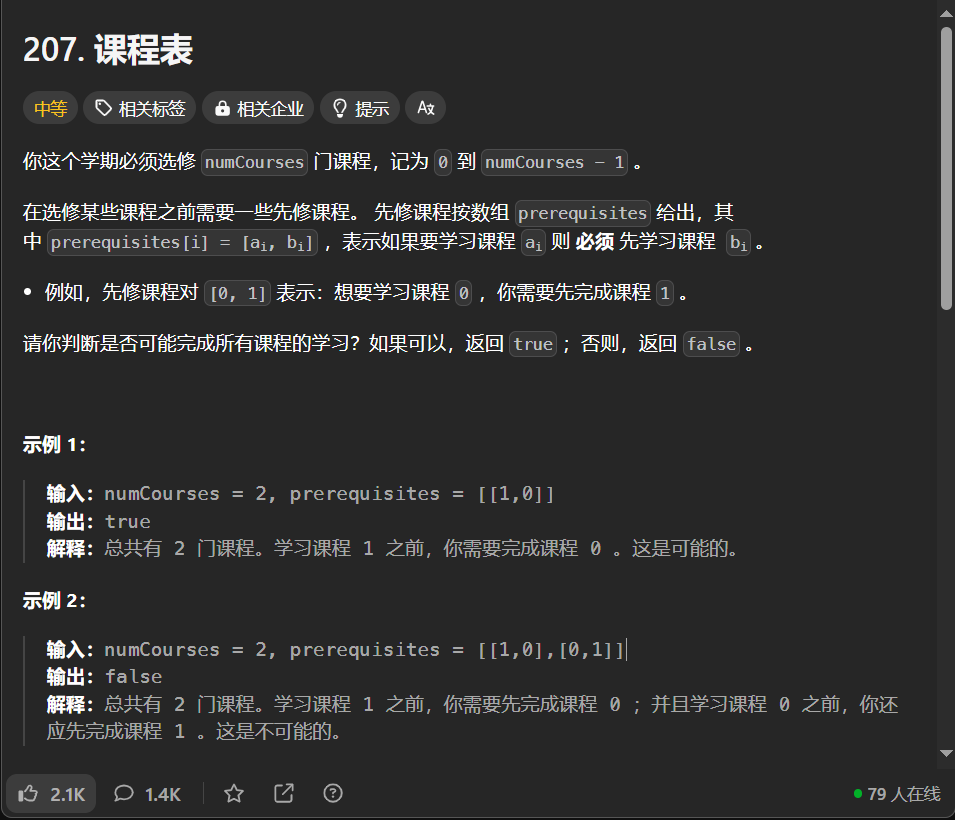 207. 课程表
中等 相关标签 相关企业 提示 Ax
你这个学期必须选修 numCourses 门课程，记为 0 到 numCourses - 1 。
在选修某些课程之前需要一些先修课程。 先修课程按数组 prerequisites 给出，其
中 prerequisites[i] = [aᵢ, bᵢ] ，表示如果要学习课程 aᵢ 则 必须 先学习课程 bᵢ 。
• 例如，先修课程对 [0, 1] 表示：想要学习课程 0 ，你需要先完成课程 1 。
请你判断是否可能完成所有课程的学习？如果可以，返回 true ；否则，返回 false 。
示例 1：
输入：numCourses = 2, prerequisites = [[1,0]]
输出：true
解释：总共有 2 门课程。学习课程 1 之前，你需要完成课程 0 。这是可能的。
示例 2：
输入：numCourses = 2, prerequisites = [[1,0],[0,1]]
输出：false
解释：总共有 2 门课程。学习课程 1 之前，你需要先完成课程 0 ；并且学习课程 0 之前，你还
应先完成课程 1 。这是不可能的。
2.1K 1.4K 79 人在线